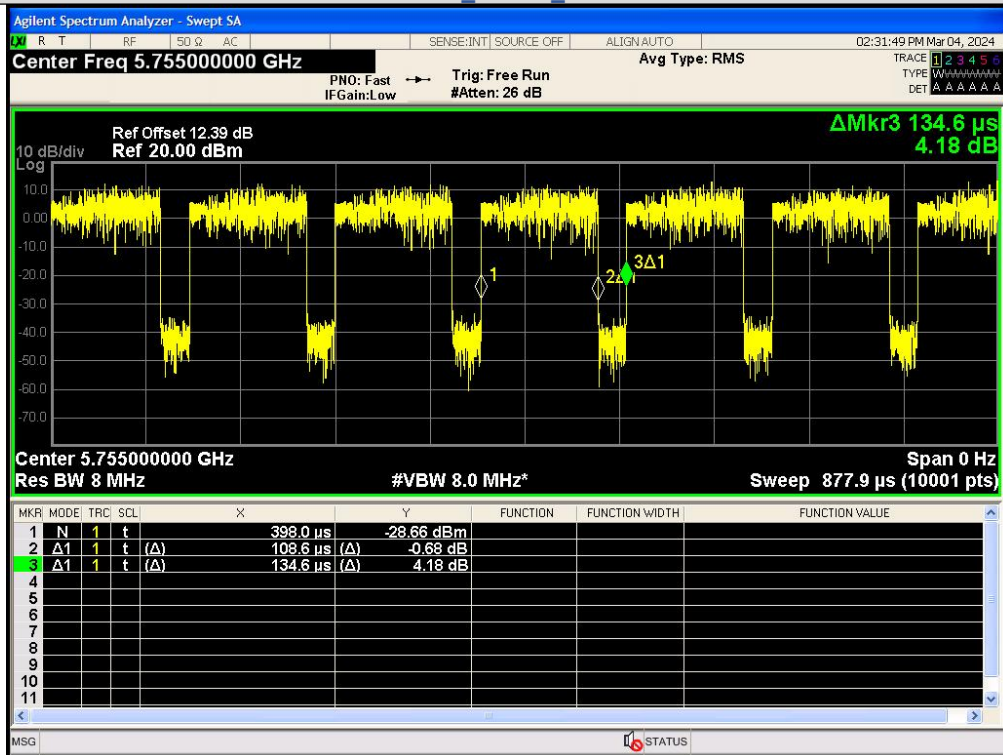 Agilent Spectrum Analyzer - Swept SA
LXI R T RF 50 Ω AC SENSE:INT SOURCE OFF ALIGN AUTO 02:31:49 PM Mar 04, 2024
Center Freq 5.755000000 GHz
Avg Type: RMS
TRACE 1 2 3 4 5 6
PNO: Fast Trig: Free Run
TYPE W
IFGain:Low #Atten: 26 dB
DET A A A A A A
ΔMkr3 134.6 µs
4.18 dB
Ref Offset 12.39 dB
10 dB/div Ref 20.00 dBm
Log
10.0
0.00
-10.0
-20.0
-30.0
-40.0
-50.0
-60.0
-70.0
1
2Δ1
3Δ1
Center 5.755000000 GHz Span 0 Hz
Res BW 8 MHz #VBW 8.0 MHz* Sweep 877.9 µs (10001 pts)
MKR MODE TRC SCL X Y FUNCTION FUNCTION WIDTH FUNCTION VALUE
1 N 1 t 398.0 µs -28.66 dBm
2 Δ1 1 t (Δ) 108.6 µs (Δ) -0.68 dB
3 Δ1 1 t (Δ) 134.6 µs (Δ) 4.18 dB
4
5
6
7
8
9
10
11
MSG STATUS